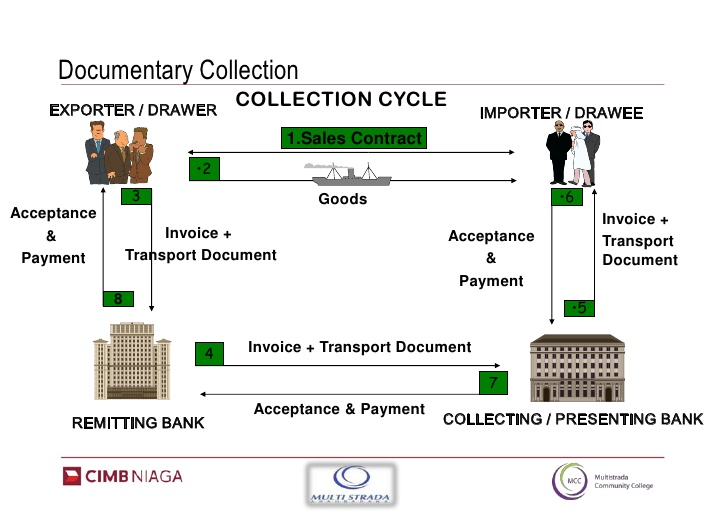 Documentary Collection
COLLECTION CYCLE
EXPORTER / DRAWER
IMPORTER / DRAWEE
1.Sales Contract
•2
Goods
3
•6
Acceptance
&
Payment
Invoice +
Transport Document
Acceptance
&
Payment
Invoice +
Transport
Document
8
•5
4
Invoice + Transport Document
7
Acceptance & Payment
REMITTING BANK
COLLECTING / PRESENTING BANK
CIMB NIAGA
MULTISTRADA
MCC
Multistrada
Community College